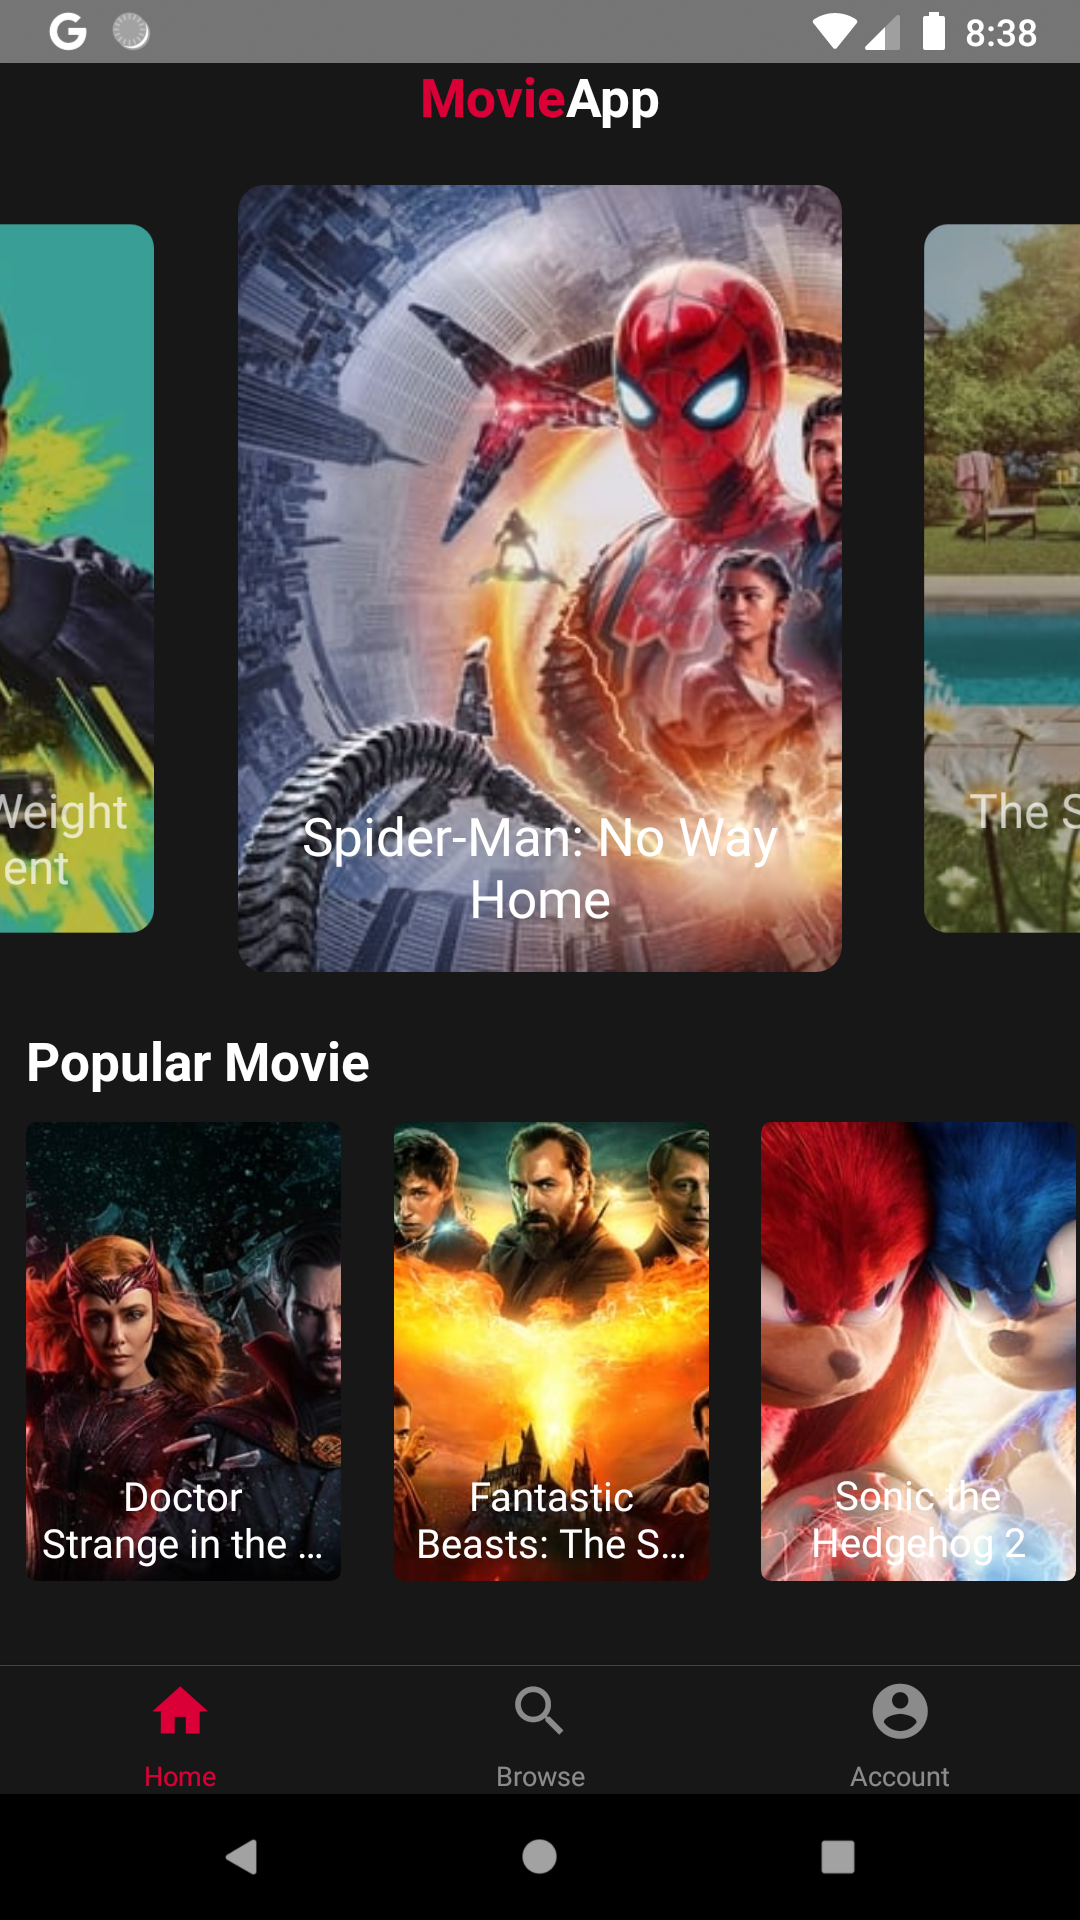 8:38
MovieApp
Weight
ent
Spider-Man: No Way
Home
The S
Popular Movie
Doctor
Strange in the ...
Fantastic
Beasts: The S...
Sonic the
Hedgehog 2
Home
Browse
Account